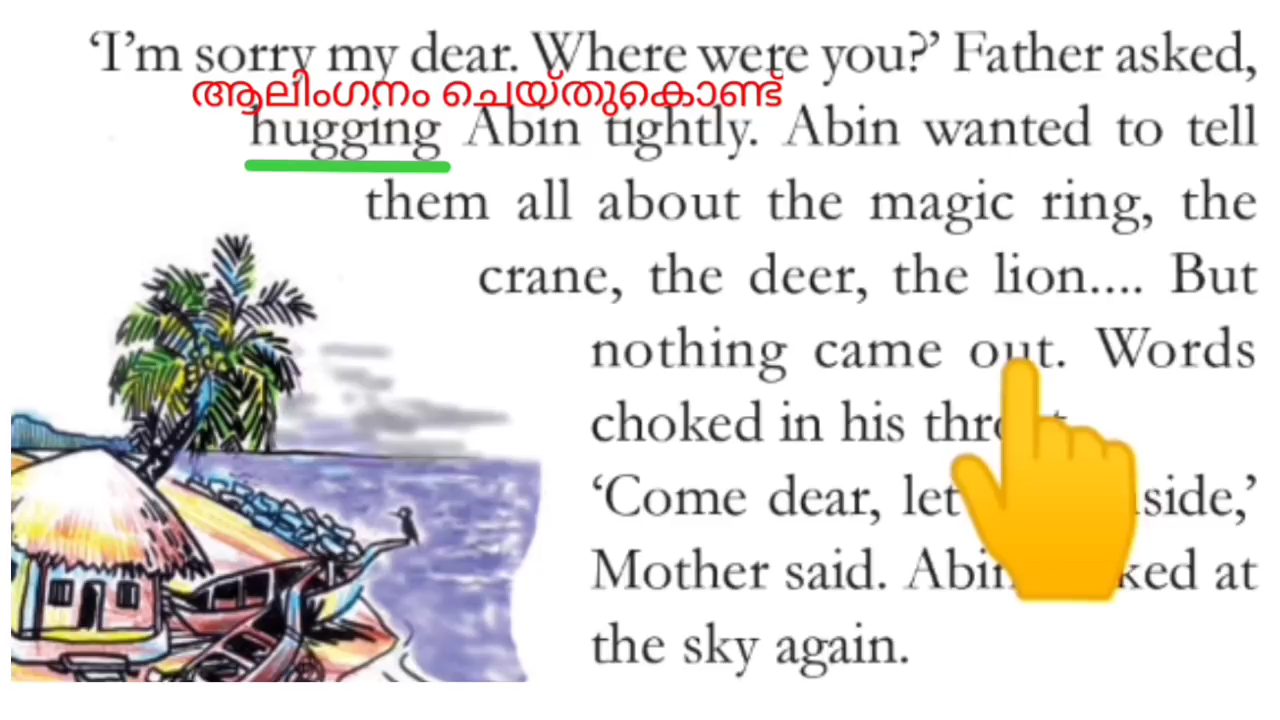 ‘I’m sorry my dear. Where were you?’ Father asked,
ആലിംഗനം ചെയ്തുകൊണ്ട്
hugging Abin tightly. Abin wanted to tell
them all about the magic ring, the
crane, the deer, the lion.... But
nothing came out. Words
choked in his
‘Come dear, let
Mother said. at
the sky again.